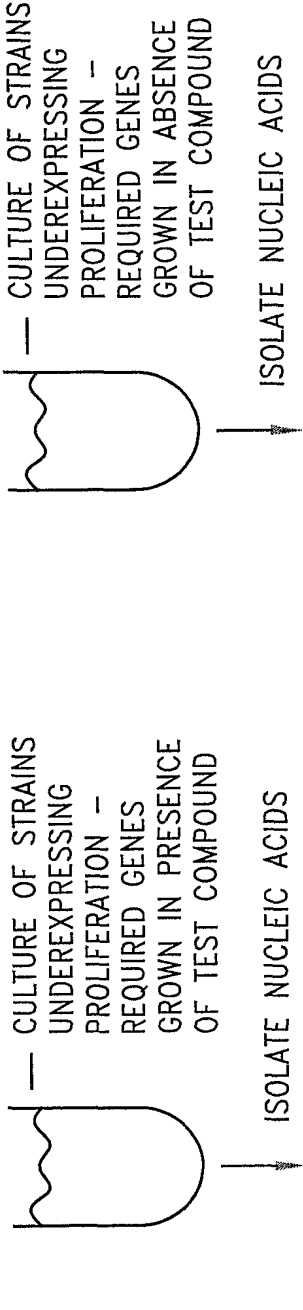 CULTURE OF STRAINS
UNDEREXPRESSING
PROLIFERATION –
REQUIRED GENES
GROWN IN PRESENCE
OF TEST COMPOUND
ISOLATE NUCLEIC ACIDS
CULTURE OF STRAINS
UNDEREXPRESSING
PROLIFERATION –
REQUIRED GENES
GROWN IN ABSENCE
OF TEST COMPOUND
ISOLATE NUCLEIC ACIDS